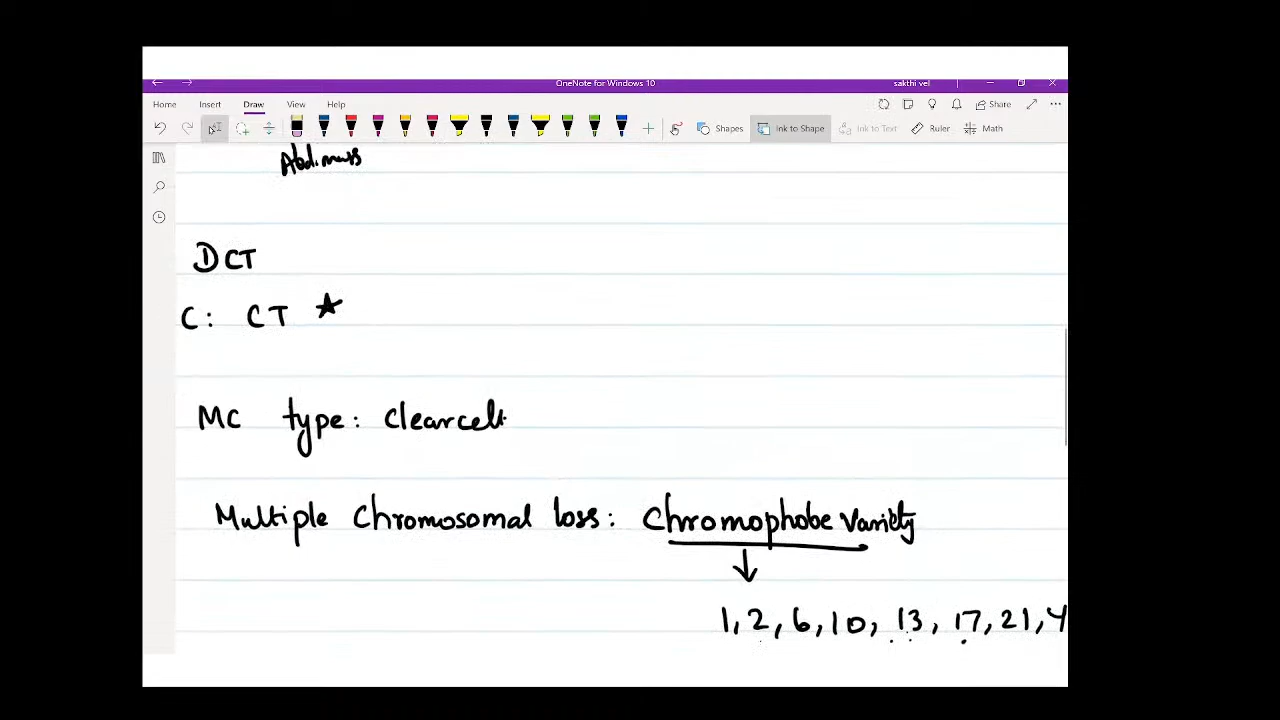 OneNote for Windows 10
sakthi vel
Home Insert Draw View Help
Share
Shapes
Ink to Shape
Ink to Text
Ruler
Math
Abd. mass
DCT
C: CT ★
MC type: Clearcell
Multiple Chromosomal loss: Chromophobe Variety
↓
1, 2, 6, 10, 13, 17, 21, Y